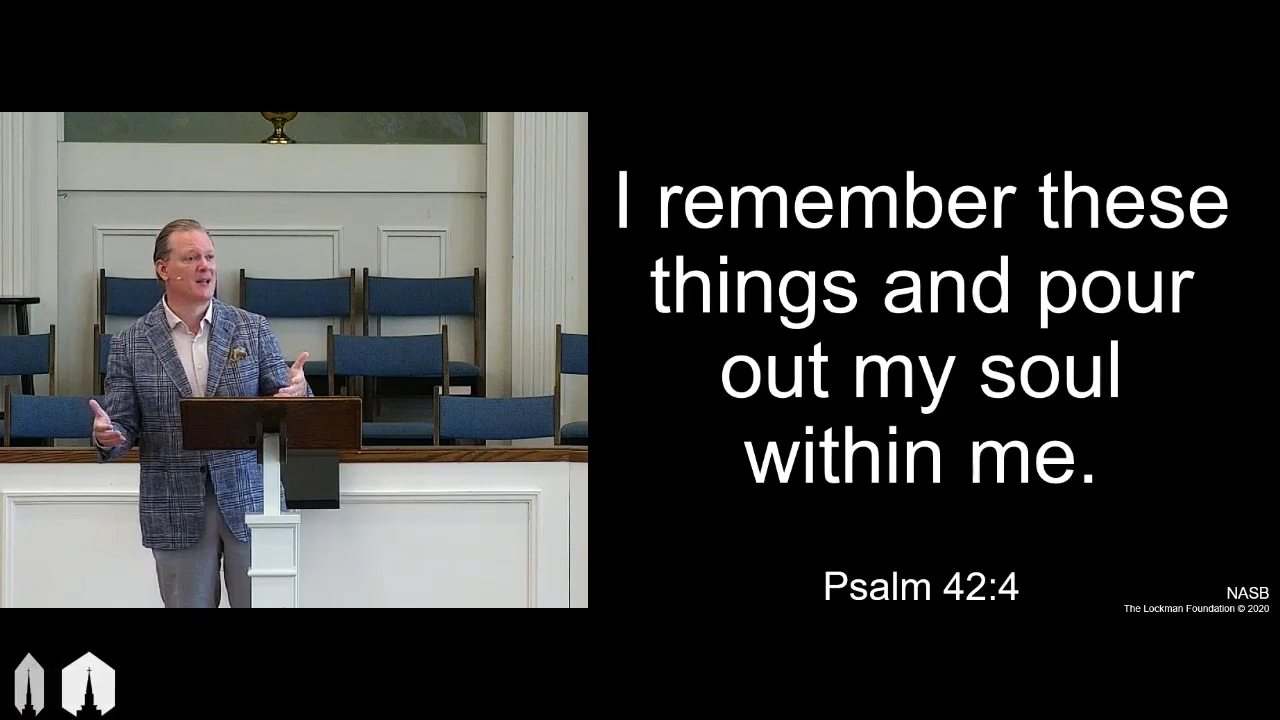 I remember these
things and pour
out my soul
within me.
Psalm 42:4
NASB
The Lockman Foundation © 2020